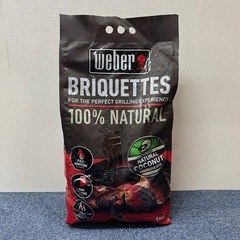 weber
BRIQUETTES
FOR THE PERFECT GRILLING EXPERIENCE
100% NATURAL
NATURAL
COCONUT